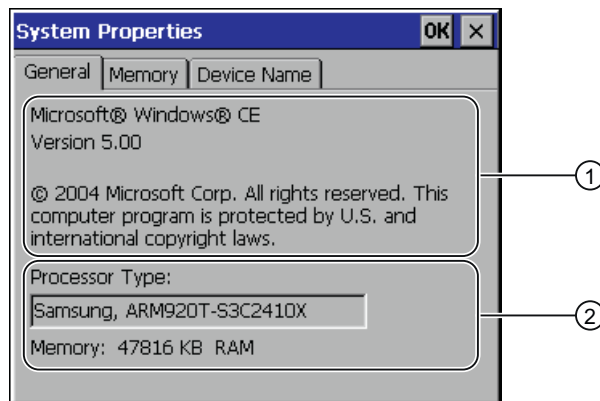 System Properties OK ×
General Memory Device Name
Microsoft® Windows® CE
Version 5.00
© 2004 Microsoft Corp. All rights reserved. This
computer program is protected by U.S. and
international copyright laws.
1
Processor Type:
Samsung, ARM920T-S3C2410X
2
Memory: 47816 KB RAM